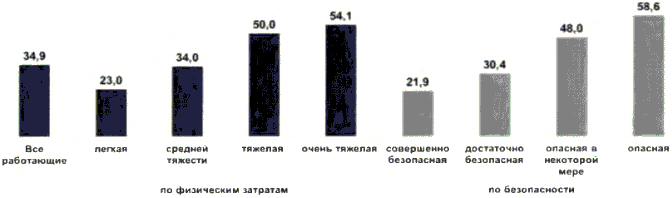 34,9
23,0
34,0
50,0
54,1
21,9
30,4
48,0
58,6
Все
работающие
легкая
средней
тяжести
тяжелая
очень тяжелая
совершенно
безопасная
достаточно
безопасная
опасная в
некоторой
мере
опасная
по физическим затратам
по безопасности